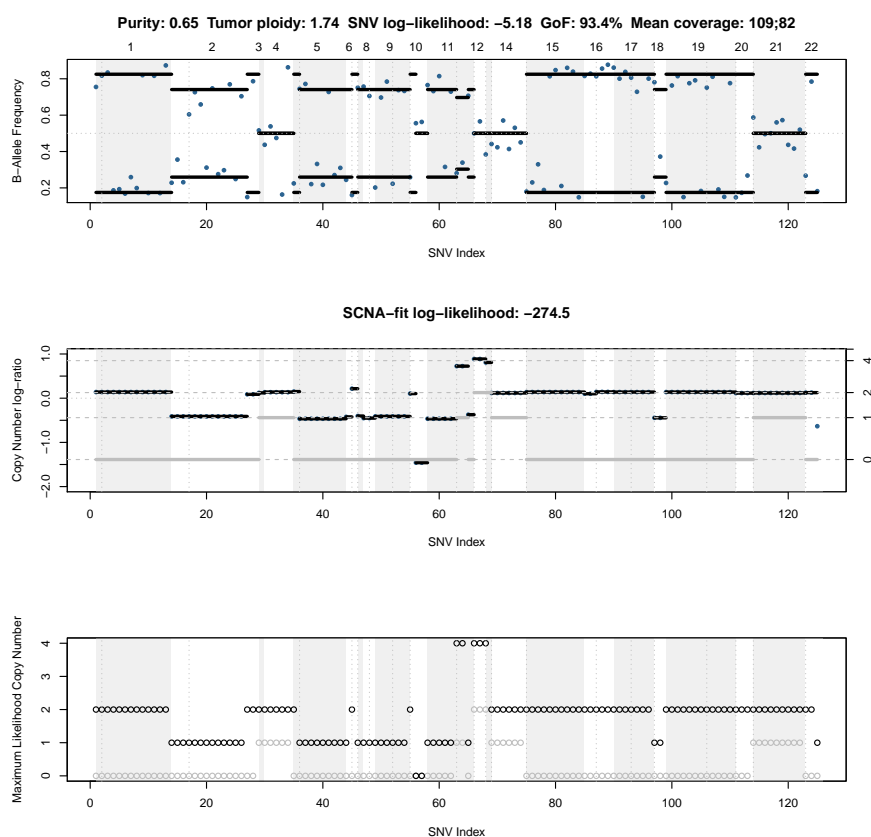 Purity: 0.65 Tumor ploidy: 1.74 SNV log−likelihood: −5.18 GoF: 93.4% Mean coverage: 109;82
1 2 3 4 5 6 8 9 10 11 12 14 15 16 17 18 19 20 21 22
B−Allele Frequency
0.8
0.6
0.4
0.2
0 20 40 60 80 100 120
SNV Index
SCNA−fit log−likelihood: −274.5
Copy Number log−ratio
1.0
0.0
−1.0
−2.0
4
2
1
0
0 20 40 60 80 100 120
SNV Index
Maximum Likelihood Copy Number
4
3
2
1
0
0 20 40 60 80 100 120
SNV Index